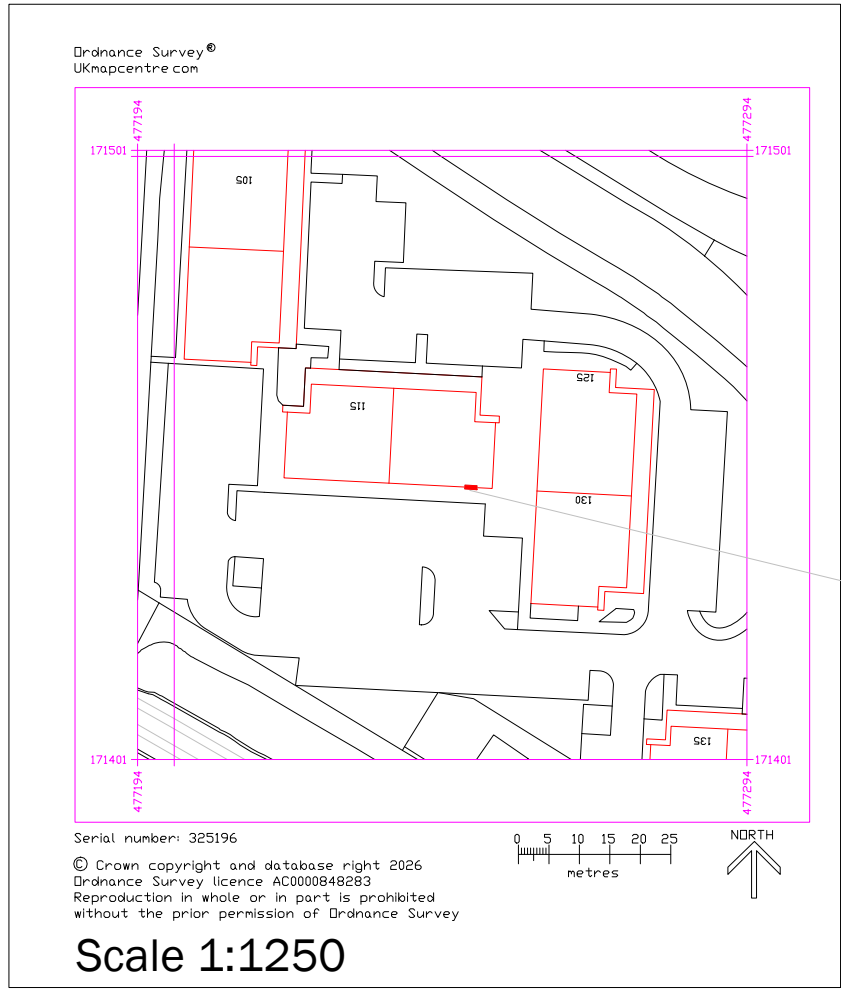 Ordnance Survey®
UKmapcentre.com
477194
477294
171501
171501
105
125
115
130
135
171401
171401
477194
477294
Serial number: 325196
0 5 10 15 20 25
metres
NORTH
© Crown copyright and database right 2026
Ordnance Survey licence AC0000848283
Reproduction in whole or in part is prohibited
without the prior permission of Ordnance Survey
Scale 1:1250